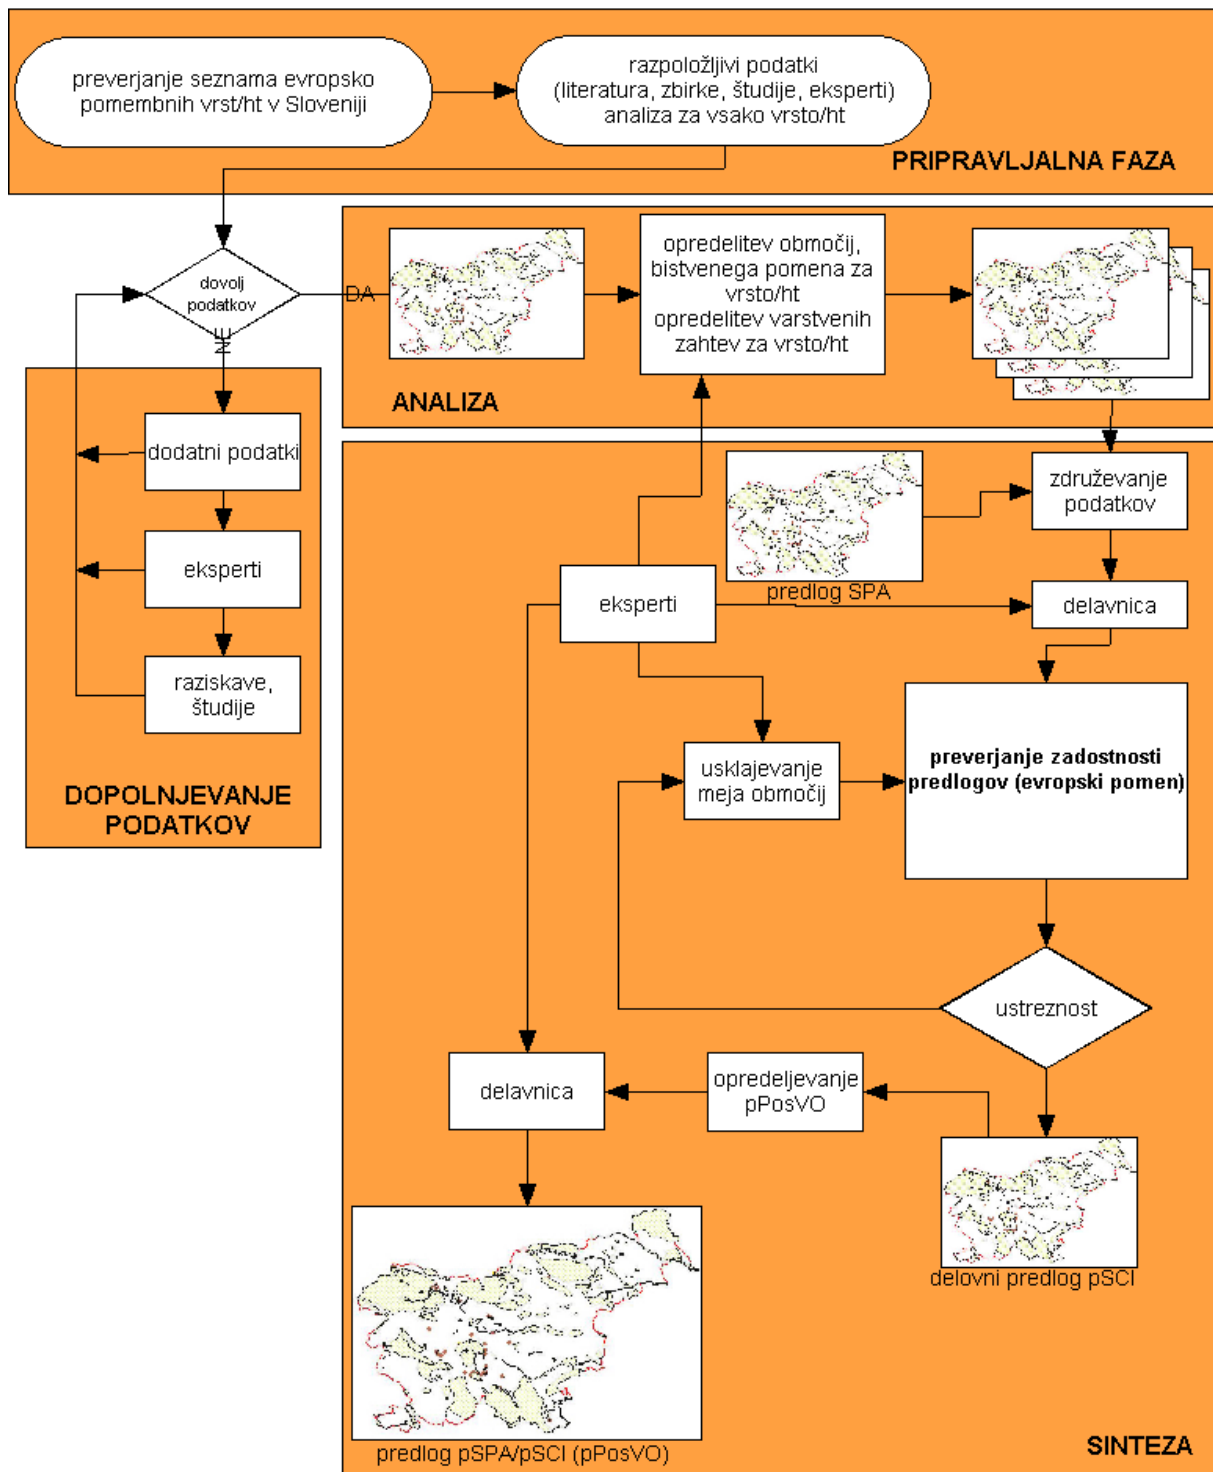 preverjanje seznama evropsko
pomembnih vrst/ht v Sloveniji
razpoložljivi podatki
(literatura, zbirke, študije, eksperti)
analiza za vsako vrsto/ht
PRIPRAVLJALNA FAZA
dovolj
podatkov
DA
NE
opredelitev območij,
bistvenega pomena za
vrsto/ht
opredelitev varstvenih
zahtev za vrsto/ht
ANALIZA
dodatni podatki
eksperti
raziskave,
študije
DOPOLNJEVANJE
PODATKOV
predlog SPA
združevanje
podatkov
eksperti
delavnica
usklajevanje
meja območij
preverjanje zadostnosti
predlogov (evropski pomen)
ustreznost
delavnica
opredeljevanje
pPosVO
delovni predlog pSCI
predlog pSPA/pSCI (pPosVO)
SINTEZA